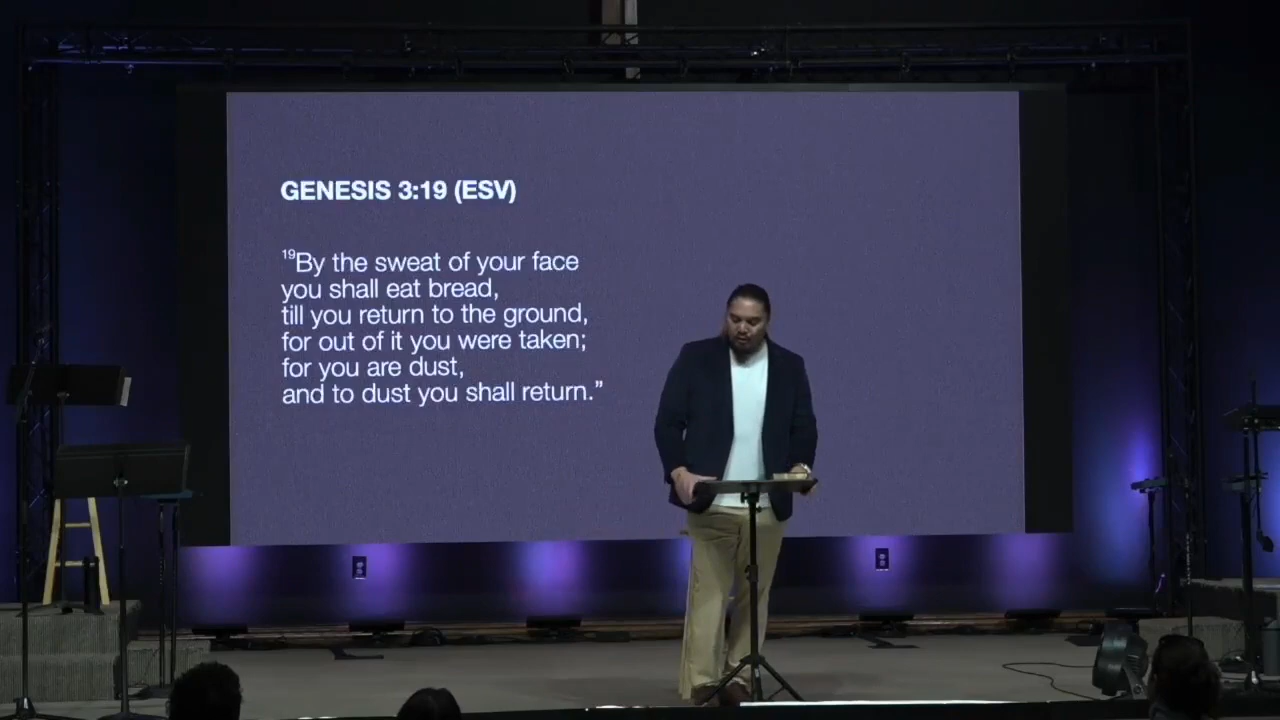 GENESIS 3:19 (ESV)
19By the sweat of your face
you shall eat bread,
till you return to the ground,
for out of it you were taken;
for you are dust,
and to dust you shall return.”